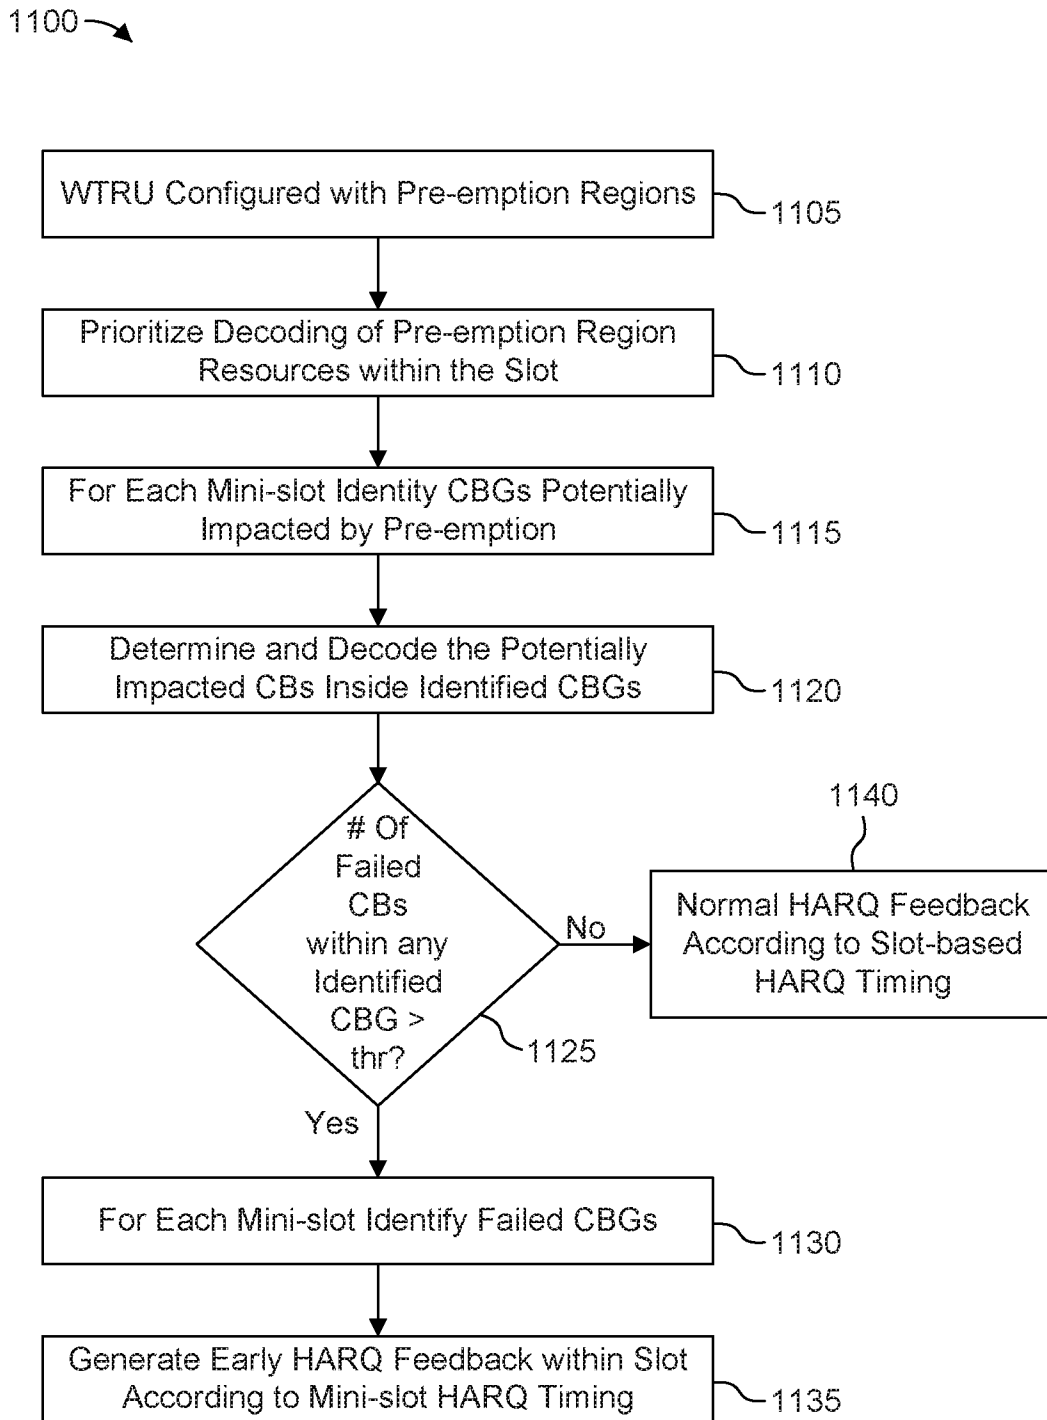 1100
WTRU Configured with Pre-emption Regions
1105
Prioritize Decoding of Pre-emption Region
Resources within the Slot
1110
For Each Mini-slot Identity CBGs Potentially
Impacted by Pre-emption
1115
Determine and Decode the Potentially
Impacted CBs Inside Identified CBGs
1120
# Of
Failed
CBs
within any
Identified
CBG >
thr?
1125
No
1140
Normal HARQ Feedback
According to Slot-based
HARQ Timing
Yes
For Each Mini-slot Identify Failed CBGs
1130
Generate Early HARQ Feedback within Slot
According to Mini-slot HARQ Timing
1135